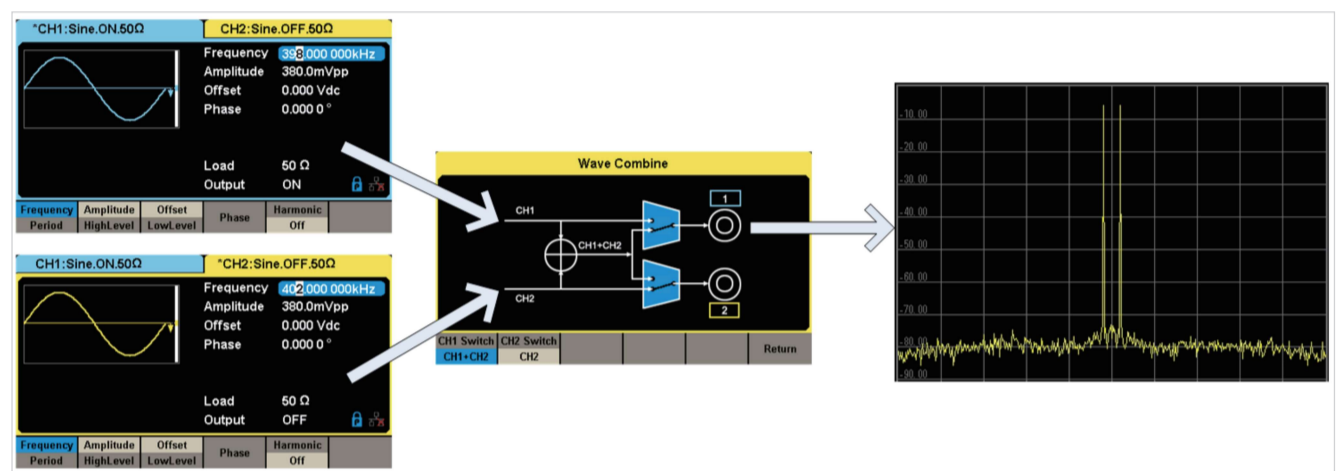 *CH1:Sine.ON.50Ω
CH2:Sine.OFF.50Ω
Frequency 398.000 000kHz
Amplitude 380.0mVpp
Offset 0.000 Vdc
Phase 0.000 0 °
Load 50 Ω
Output ON
Frequency Amplitude Offset Phase Harmonic
Period HighLevel LowLevel Off
CH1:Sine.ON.50Ω
*CH2:Sine.OFF.50Ω
Frequency 402.000 000kHz
Amplitude 380.0mVpp
Offset 0.000 Vdc
Phase 0.000 0 °
Load 50 Ω
Output OFF
Frequency Amplitude Offset Phase Harmonic
Period HighLevel LowLevel Off
Wave Combine
CH1
1
CH1+CH2
CH2
2
CH1 Switch CH2 Switch Return
CH1+CH2 CH2
-10.00
-20.00
-30.00
-40.00
-50.00
-60.00
-70.00
-80.00
-90.00